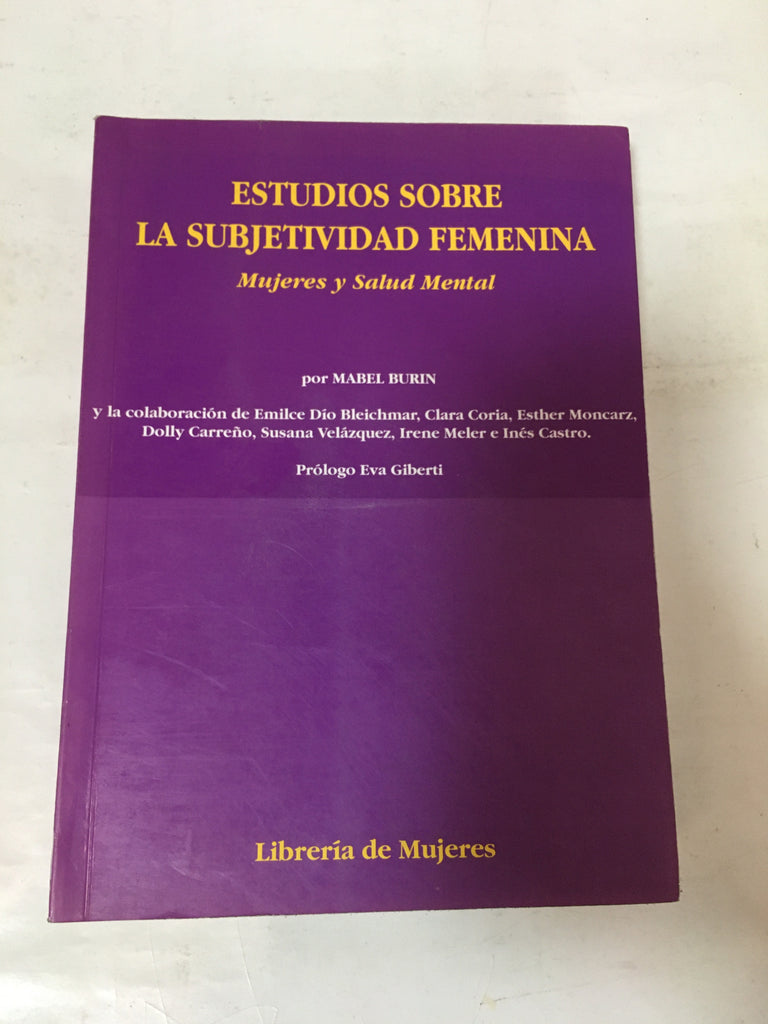 ESTUDIOS SOBRE
LA SUBJETIVIDAD FEMENINA
Mujeres y Salud Mental
por MABEL BURIN
y la colaboración de Emilce Dío Bleichmar, Clara Coria, Esther Moncarz,
Dolly Carreño, Susana Velázquez, Irene Meler e Inés Castro.
Prólogo Eva Giberti
Librería de Mujeres